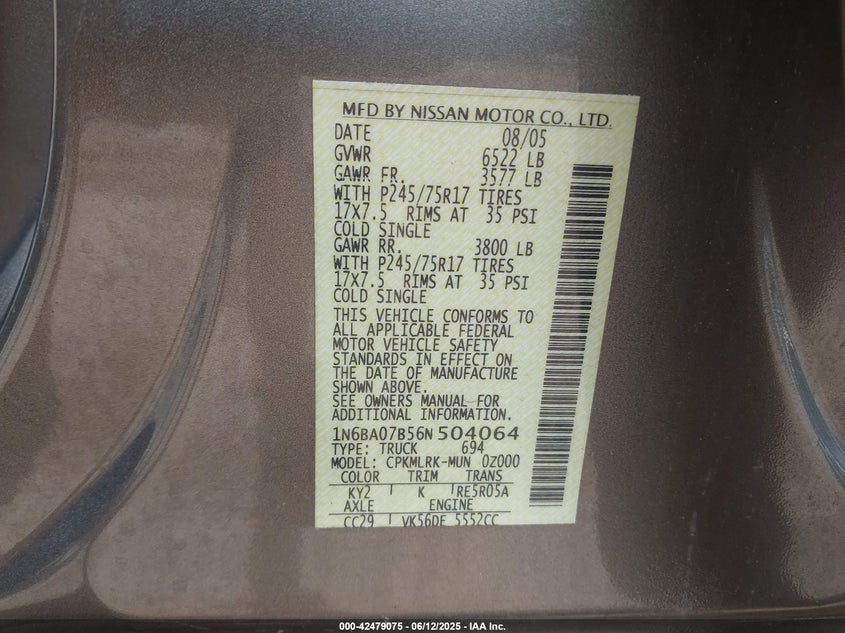 MFD BY NISSAN MOTOR CO., LTD.
DATE 08/05
GVWR 6522 LB
GAWR FR. 3577 LB
WITH P245/75R17 TIRES
17X7.5 RIMS AT 35 PSI
COLD SINGLE
GAWR RR. 3800 LB
WITH P245/75R17 TIRES
17X7.5 RIMS AT 35 PSI
COLD SINGLE
THIS VEHICLE CONFORMS TO
ALL APPLICABLE FEDERAL
MOTOR VEHICLE SAFETY
STANDARDS IN EFFECT ON
THE DATE OF MANUFACTURE
SHOWN ABOVE.
SEE OWNERS MANUAL FOR
ADDITIONAL INFORMATION.
1N6BA07B56N504064
TYPE: TRUCK 694
MODEL: CPKMLRK-MUN 0Z000
COLOR TRIM TRANS
KY2 K RE5R05A
AXLE ENGINE
CC29 VK56DE 5552CC
000-42479075 - 06/12/2025 - IAA Inc.